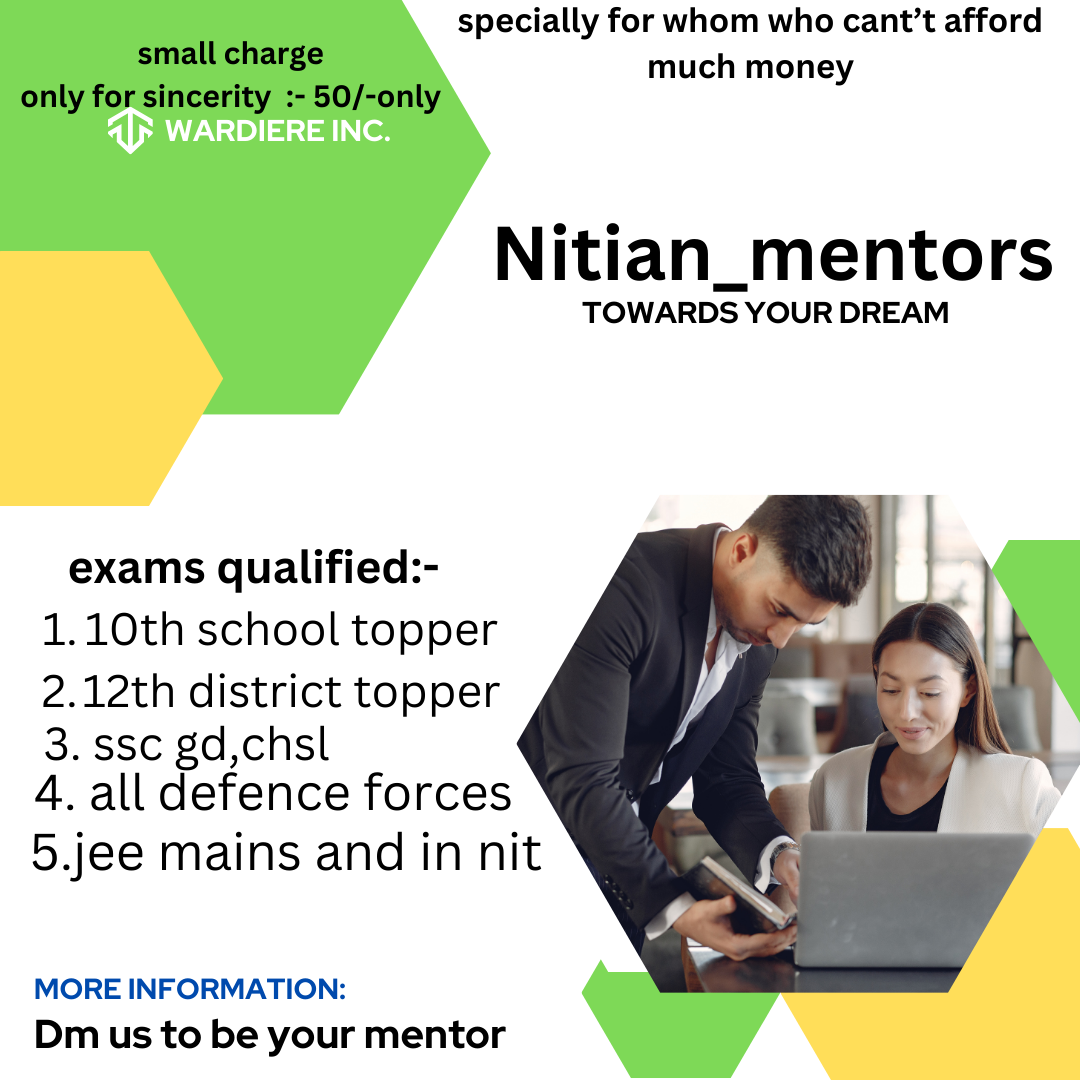 specially for whom who cant't afford
much money
small charge
only for sincerity :- 50/-only
WARDIERE INC.
Nitian_mentors
TOWARDS YOUR DREAM
exams qualified:-
1. 10th school topper
2. 12th district topper
3. ssc gd,chsl
4. all defence forces
5.jee mains and in nit
MORE INFORMATION:
Dm us to be your mentor